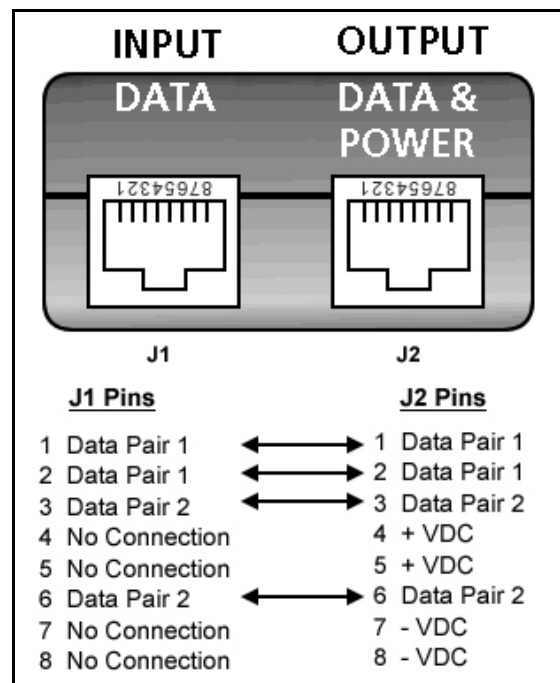 INPUT OUTPUT
DATA DATA &
POWER
12345678 12345678
J1 J2
J1 Pins J2 Pins
1 Data Pair 1 1 Data Pair 1
2 Data Pair 1 2 Data Pair 1
3 Data Pair 2 3 Data Pair 2
4 No Connection 4 + VDC
5 No Connection 5 + VDC
6 Data Pair 2 6 Data Pair 2
7 No Connection 7 - VDC
8 No Connection 8 - VDC